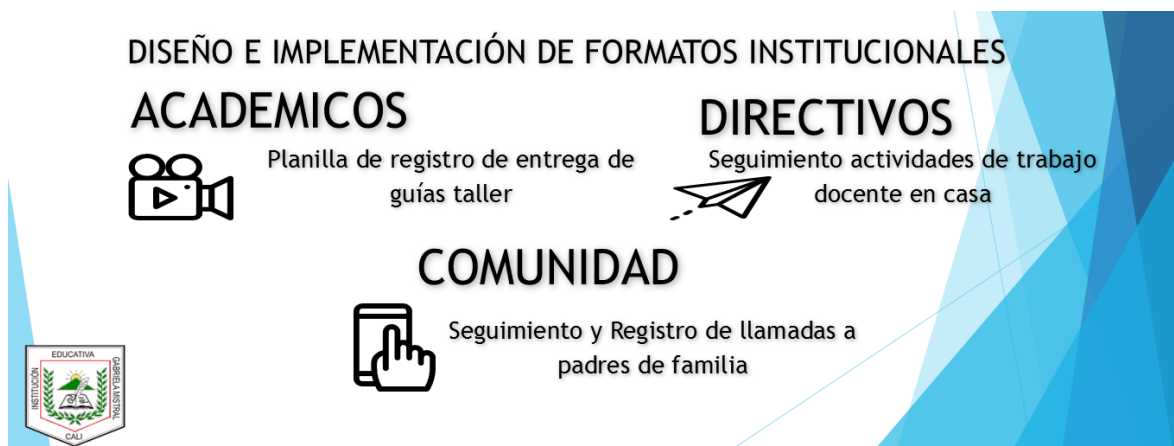 DISEÑO E IMPLEMENTACIÓN DE FORMATOS INSTITUCIONALES
ACADEMICOS
Planilla de registro de entrega de
guías taller
DIRECTIVOS
Seguimiento actividades de trabajo
docente en casa
COMUNIDAD
Seguimiento y Registro de llamadas a
padres de familia
INSTITUCIÓN
EDUCATIVA
GABRIELA MISTRAL
CALI